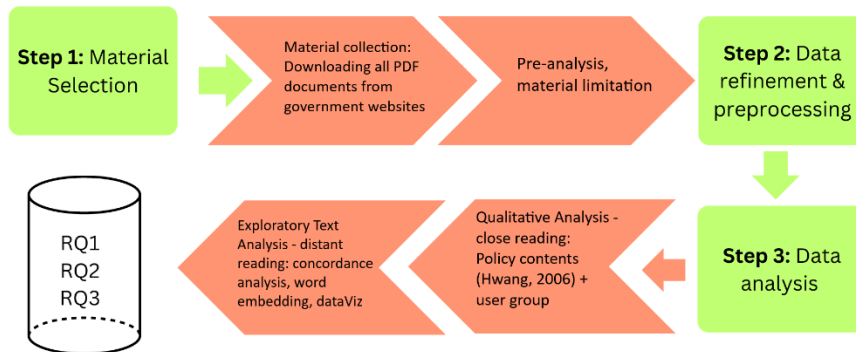 Step 1: Material
Selection
Material collection:
Downloading all PDF
documents from
government websites
Pre-analysis,
material limitation
Step 2: Data
refinement &
preprocessing
Step 3: Data
analysis
Qualitative Analysis -
close reading:
Policy contents
(Hwang, 2006) +
user group
Exploratory Text
Analysis - distant
reading: concordance
analysis, word
embedding, dataViz
RQ1
RQ2
RQ3